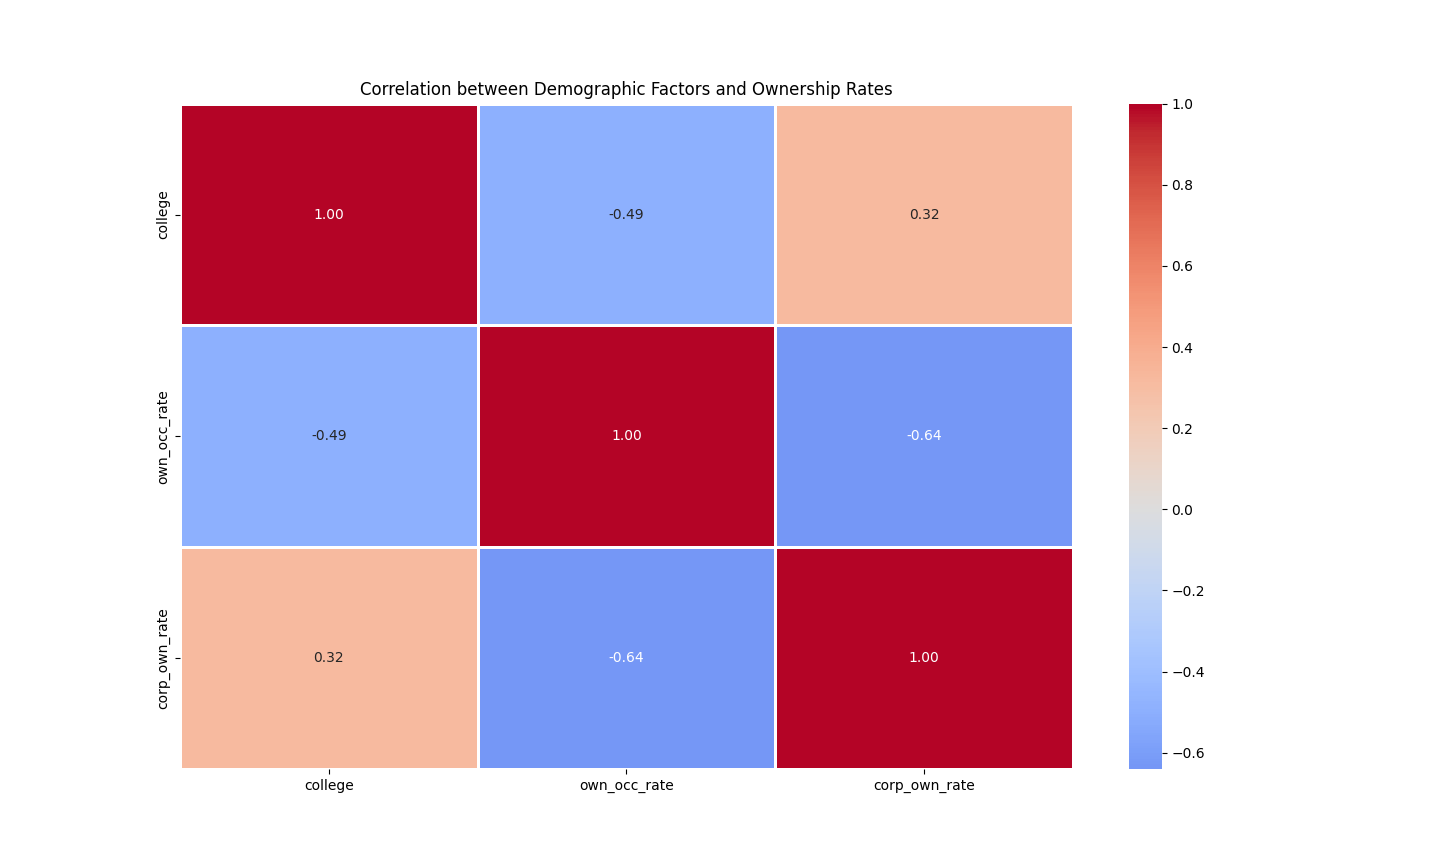 Correlation between Demographic Factors and Ownership Rates
college
1.00
-0.49
0.32
own_occ_rate
-0.49
1.00
-0.64
corp_own_rate
0.32
-0.64
1.00
college
own_occ_rate
corp_own_rate
1.0
0.8
0.6
0.4
0.2
0.0
−0.2
−0.4
−0.6